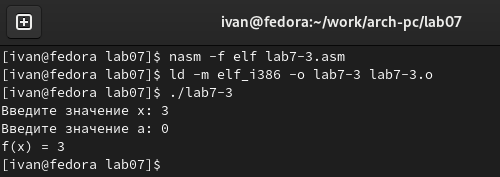 ivan@fedora:~/work/arch-pc/lab07
[ivan@fedora lab07]$ nasm -f elf lab7-3.asm
[ivan@fedora lab07]$ ld -m elf_i386 -o lab7-3 lab7-3.o
[ivan@fedora lab07]$ ./lab7-3
Введите значение x: 3
Введите значение a: 0
f(x) = 3
[ivan@fedora lab07]$